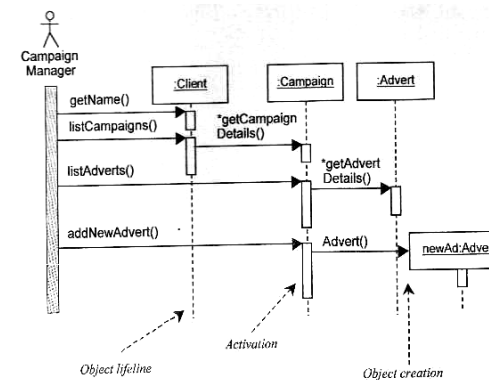 Campaign
Manager
:Client
:Campaign
:Advert
getName()
listCampaigns()
*getCampaign
Details()
listAdverts()
*getAdvert
Details()
addNewAdvert()
Advert()
newAd:Adve
Object lifeline
Activation
Object creation